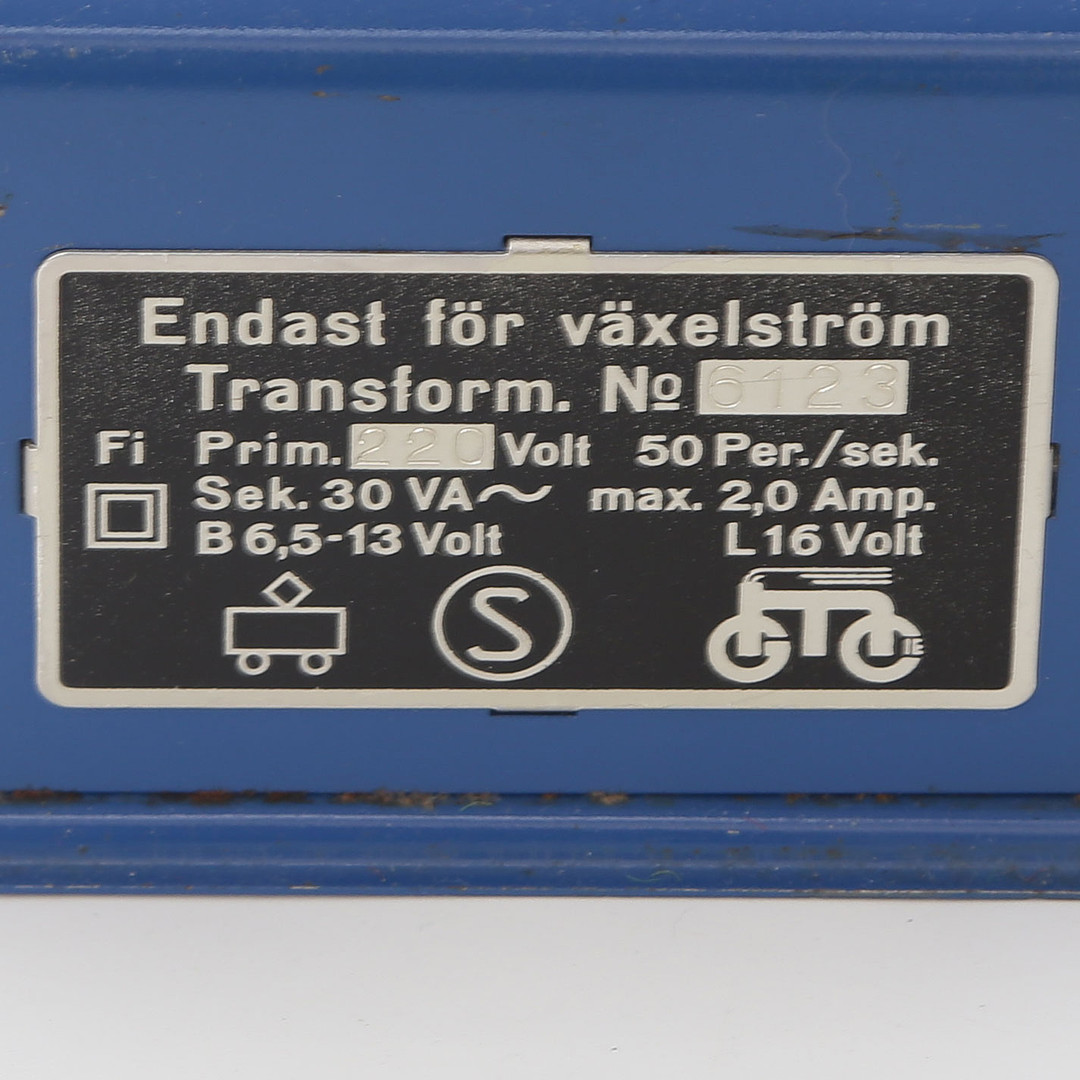 Endast för växelström
Transform. Nº 6123
Fi Prim. 220 Volt 50 Per./sek.
Sek. 30 VA~ max. 2,0 Amp.
B 6,5-13 Volt L 16 Volt
S
GMCIE